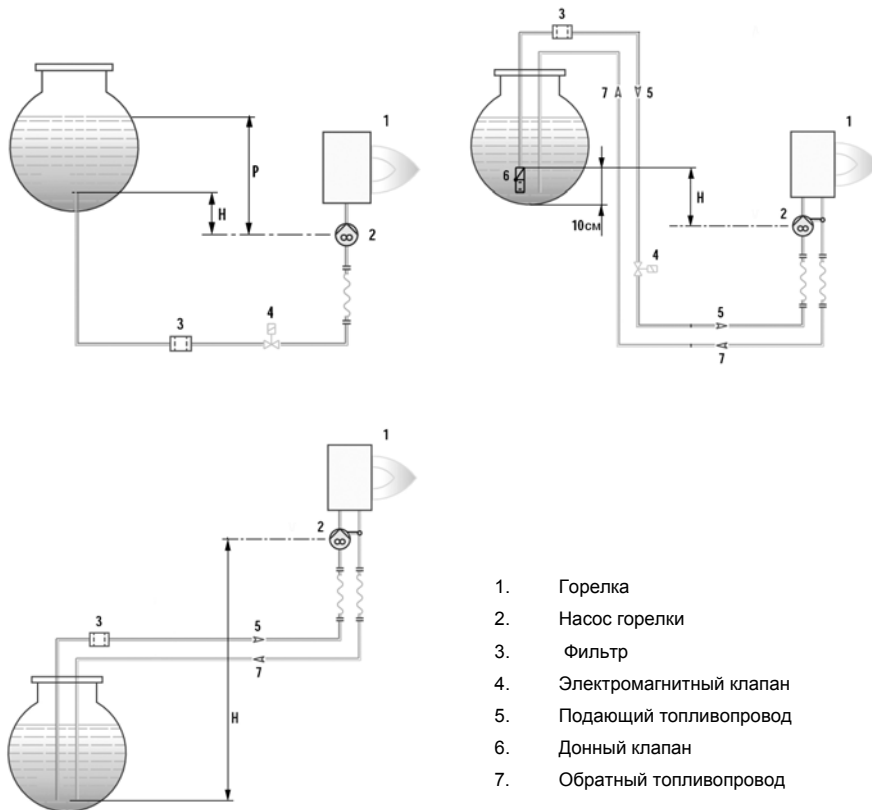 3
1
7
5
1
P
6
H
H
2
2
10см
4
4
3
5
7
1
2
3
5
7
H
1. Горелка
2. Насос горелки
3. Фильтр
4. Электромагнитный клапан
5. Подающий топливопровод
6. Донный клапан
7. Обратный топливопровод